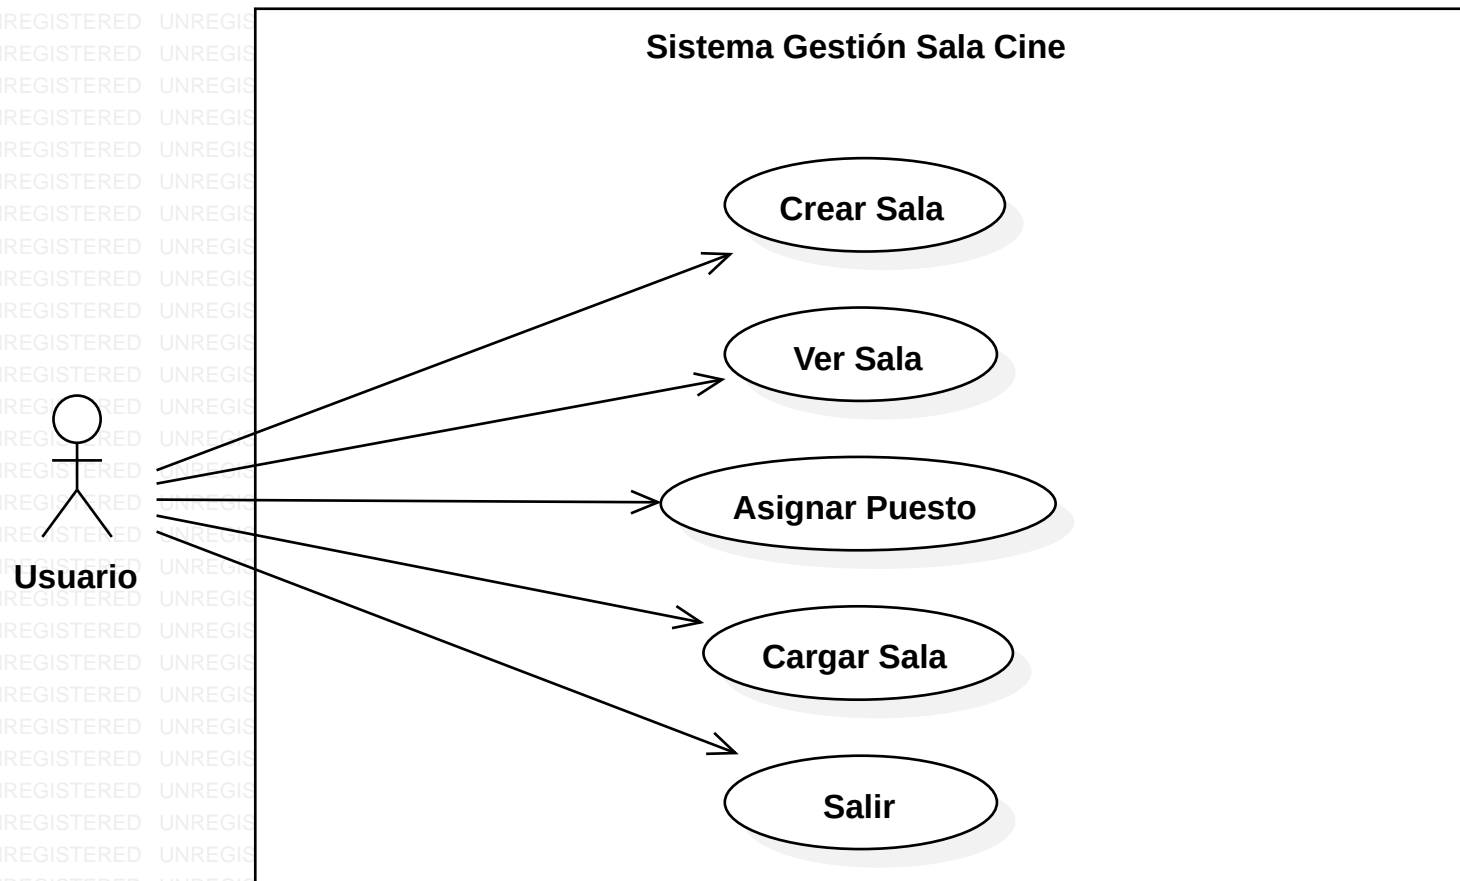 Sistema Gestión Sala Cine
Crear Sala
Ver Sala
Asignar Puesto
Usuario
Cargar Sala
Salir